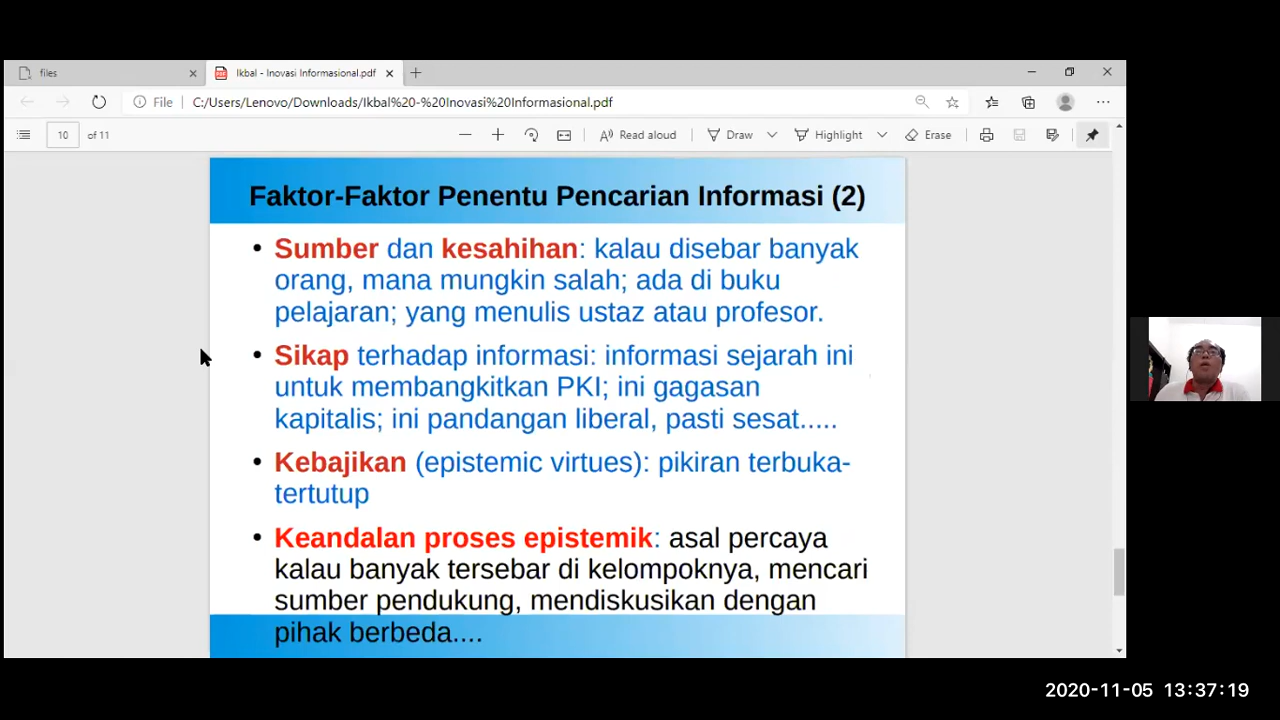 files
Ikbal - Inovasi Informasional.pdf
File
C:/Users/Lenovo/Downloads/Ikbal%20-%20Inovasi%20Informasional.pdf
10 of 11
Read aloud
Draw
Highlight
Erase
Faktor-Faktor Penentu Pencarian Informasi (2)
• Sumber dan kesahihan: kalau disebar banyak
orang, mana mungkin salah; ada di buku
pelajaran; yang menulis ustaz atau profesor.
• Sikap terhadap informasi: informasi sejarah ini
untuk membangkitkan PKI; ini gagasan
kapitalis; ini pandangan liberal, pasti sesat.....
• Kebajikan (epistemic virtues): pikiran terbuka-
tertutup
• Keandalan proses epistemik: asal percaya
kalau banyak tersebar di kelompoknya, mencari
sumber pendukung, mendiskusikan dengan
pihak berbeda....
2020-11-05 13:37:19